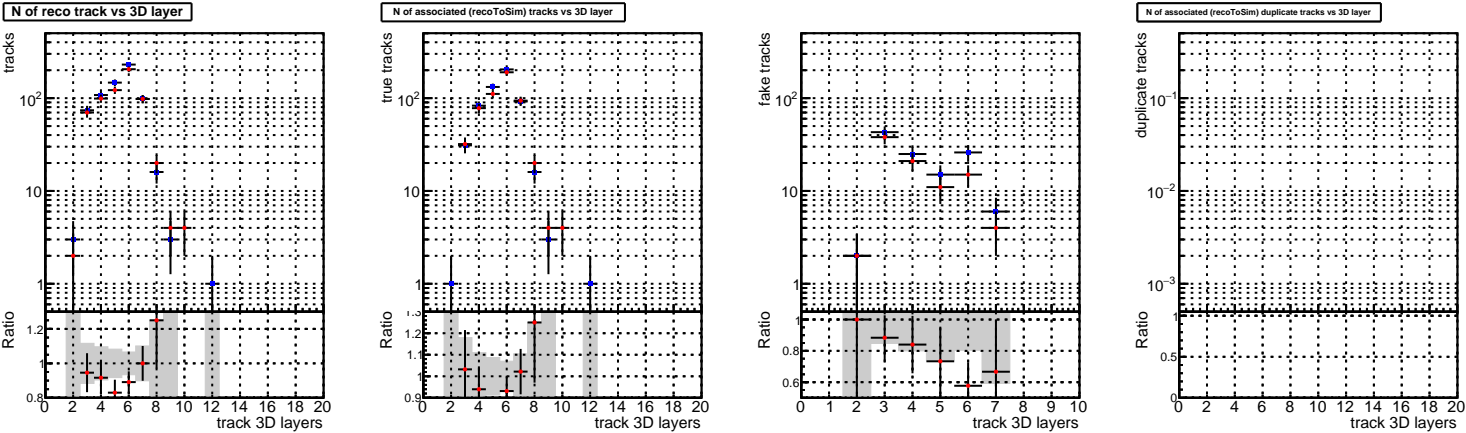 N of reco track vs 3D layer
tracks
10²
10
1
Ratio
1.2
1
0.8
0 2 4 6 8 10 12 14 16 18 20
track 3D layers
N of associated (recoToSim) tracks vs 3D layer
true tracks
10²
10
1
Ratio
1.3
1.2
1.1
1
0.9
0 2 4 6 8 10 12 14 16 18 20
track 3D layers
fake tracks
10²
10
1
Ratio
1
0.8
0.6
0 1 2 3 4 5 6 7 8 9 10
track 3D layers
N of associated (recoToSim) duplicate tracks vs 3D layer
duplicate tracks
10⁻¹
10⁻²
10⁻³
Ratio
1
0.5
0
0 2 4 6 8 10 12 14 16 18 20
track 3D layers